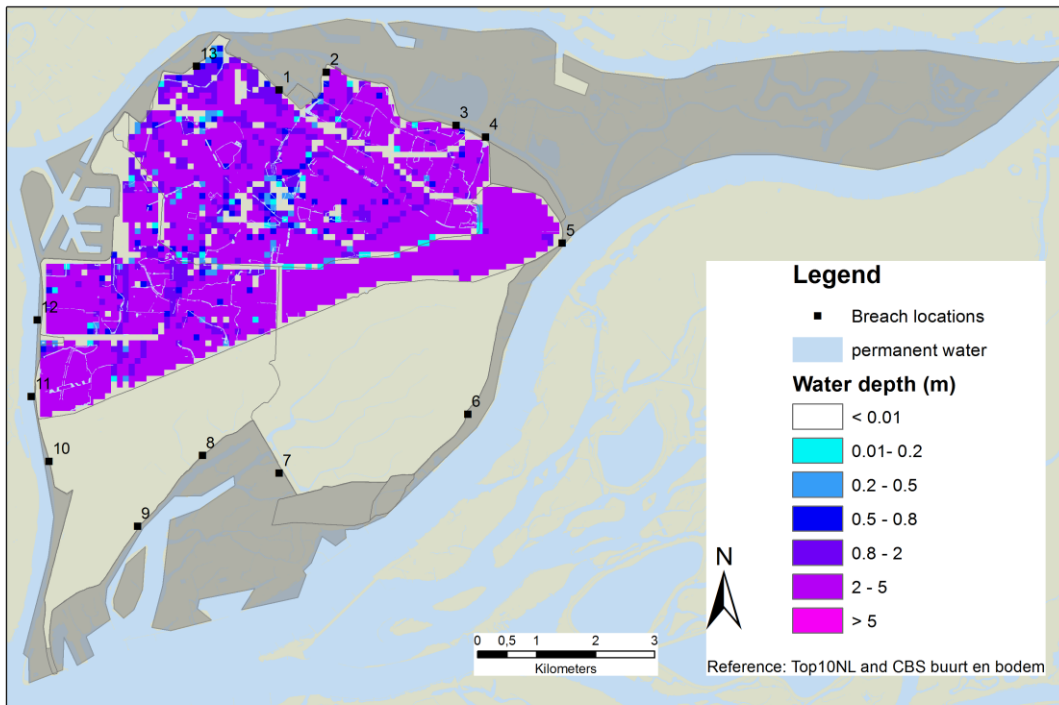 13
1
2
3
4
5
12
11
6
10
8
7
9
Legend
Breach locations
permanent water
Water depth (m)
< 0.01
0.01- 0.2
0.2 - 0.5
0.5 - 0.8
0.8 - 2
2 - 5
> 5
N
0 0,5 1 2 3
Kilometers
Reference: Top10NL and CBS buurt en bodem